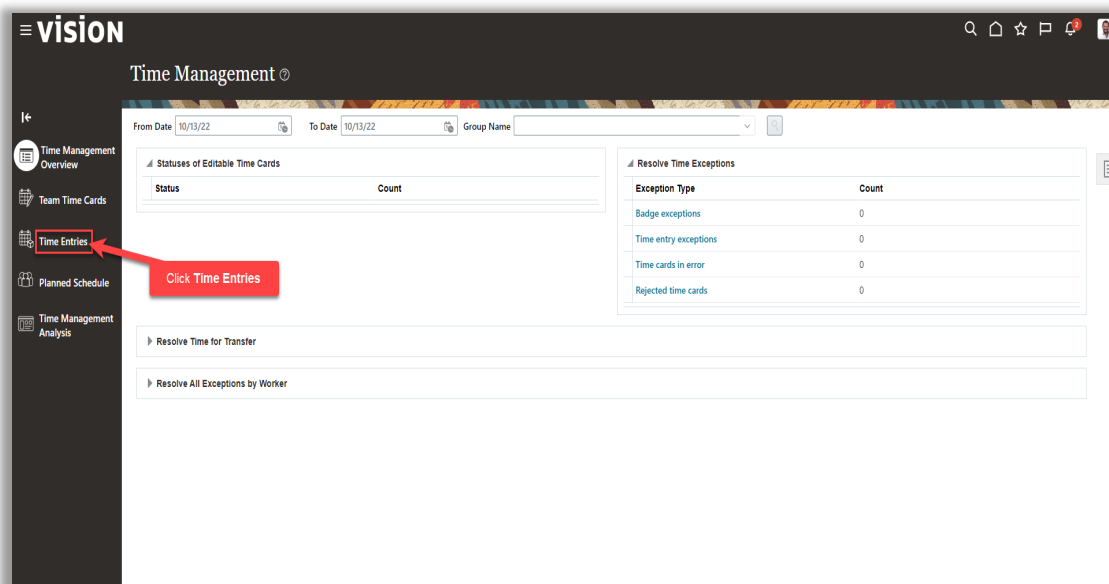 vision
2
Time Management
Time Management
Overview
Team Time Cards
Time Entries
Planned Schedule
Time Management
Analysis
From Date 10/13/22 To Date 10/13/22 Group Name
Statuses of Editable Time Cards
Status Count
Resolve Time Exceptions
Exception Type Count
Badge exceptions 0
Time entry exceptions 0
Time cards in error 0
Rejected time cards 0
Click Time Entries
Resolve Time for Transfer
Resolve All Exceptions by Worker